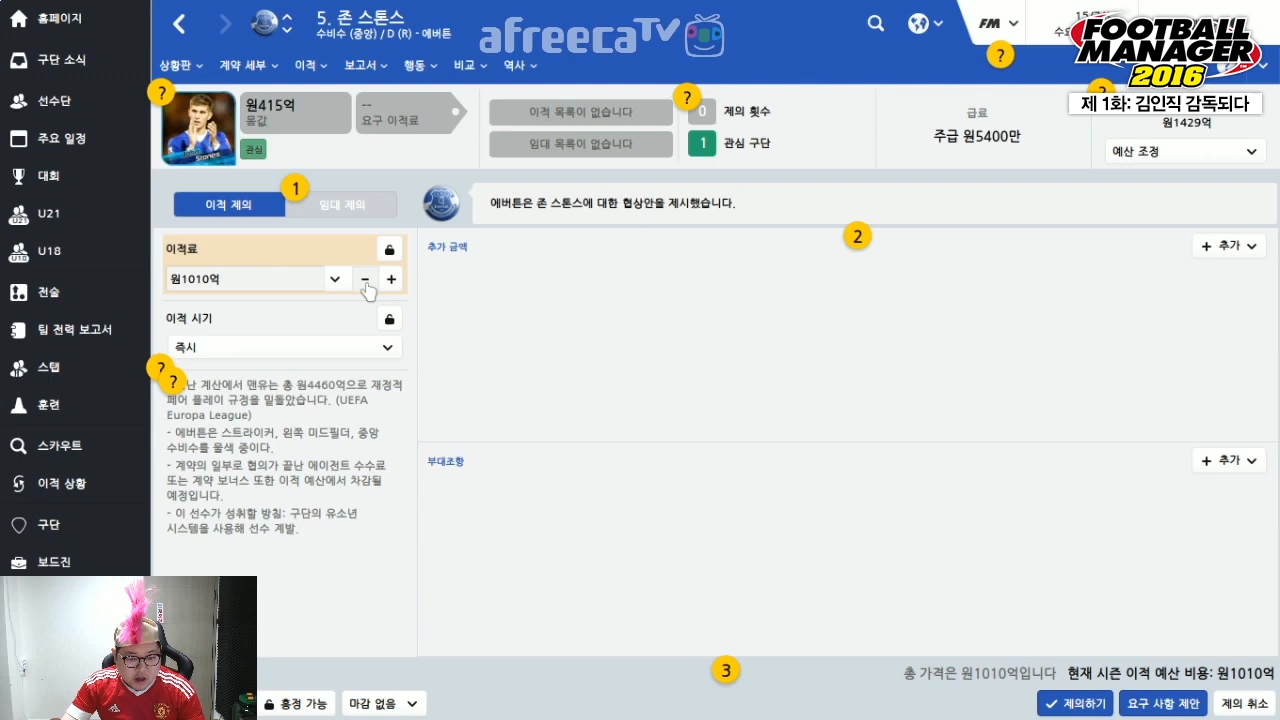 홈페이지
구단 소식
선수단
주요 일정
대회
U21
U18
전술
팀 전력 보고서
스탭
훈련
스카우트
이적 상황
구단
보드진
5. 존 스톤스
수비수 (중앙) / D (R) - 에버튼
afreecaTV
FM
FOOTBALL
MANAGER
2016
제 1화: 김인직 감독되다
상황판
계약 세부
이적
보고서
행동
비교
역사
원415억
몸값
관심
--
요구 이적료
이적 목록이 없습니다
임대 목록이 없습니다
0 제의 횟수
1 관심 구단
급료
주급 원5400만
원1429억
예산 조정
이적 제의
1
임대 제의
에버튼은 존 스톤스에 대한 협상안을 제시했습니다.
이적료
원1010억
이적 시기
즉시
2
추가 금액
+ 추가
부대조항
+ 추가
난 계산에서 맨유는 총 원4460억으로 재정적
페어 플레이 규정을 밑돌았습니다. (UEFA
Europa League)
- 에버튼은 스트라이커, 왼쪽 미드필더, 중앙
수비수를 물색 중이다.
- 계약의 일부로 협의가 끝난 에이전트 수수료
또는 계약 보너스 또한 이적 예산에서 차감될
예정입니다.
- 이 선수가 성취할 방침: 구단의 유소년
시스템을 사용해 선수 계발.
3
총 가격은 원1010억입니다 현재 시즌 이적 예산 비용: 원1010억
흥정 가능
마감 없음
제의하기
요구 사항 제안
제의 취소